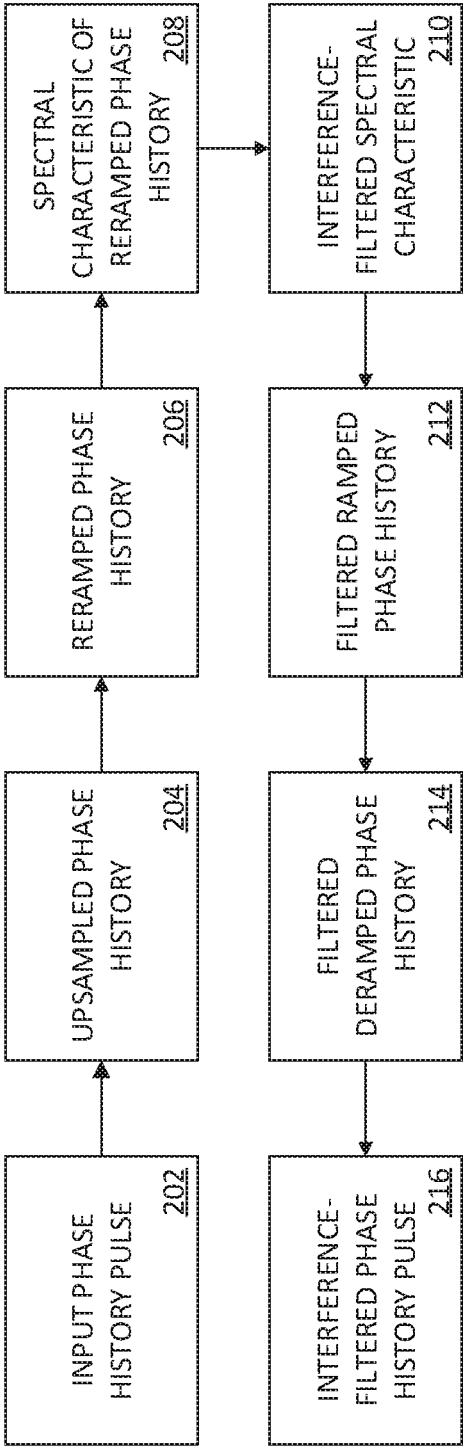 INPUT PHASE
HISTORY PULSE
202
UPSAMPLED PHASE
HISTORY
204
RERAMPED PHASE
HISTORY
206
SPECTRAL
CHARACTERISTIC OF
RERAMPED PHASE
HISTORY
208
INTERFERENCE-
FILTERED SPECTRAL
CHARACTERISTIC
210
FILTERED RAMPED
PHASE HISTORY
212
FILTERED
DERAMPED PHASE
HISTORY
214
INTERFERENCE-
FILTERED PHASE
HISTORY PULSE
216